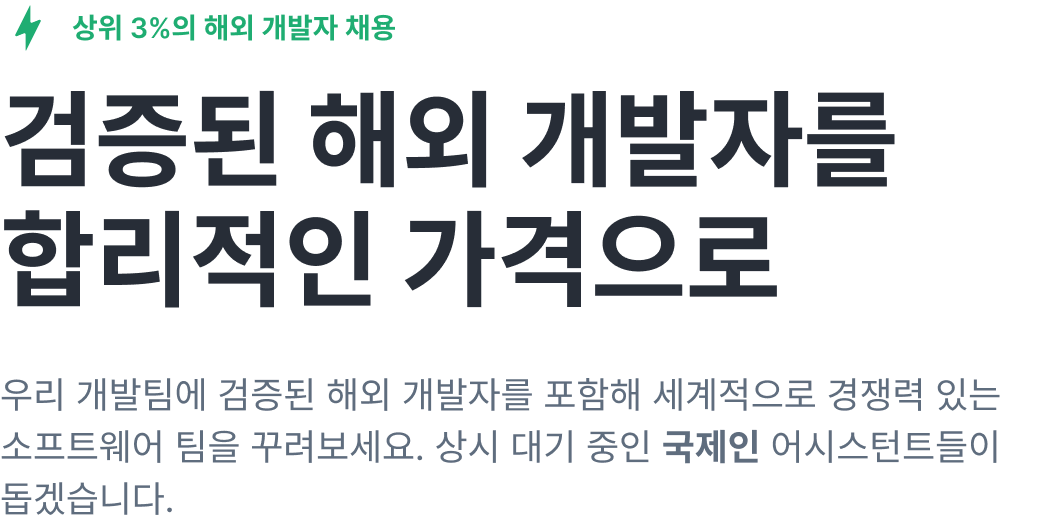 상위 3%의 해외 개발자 채용
검증된 해외 개발자를
합리적인 가격으로
우리 개발팀에 검증된 해외 개발자를 포함해 세계적으로 경쟁력 있는
소프트웨어 팀을 꾸려보세요. 상시 대기 중인 국제인 어시스턴트들이
돕겠습니다.